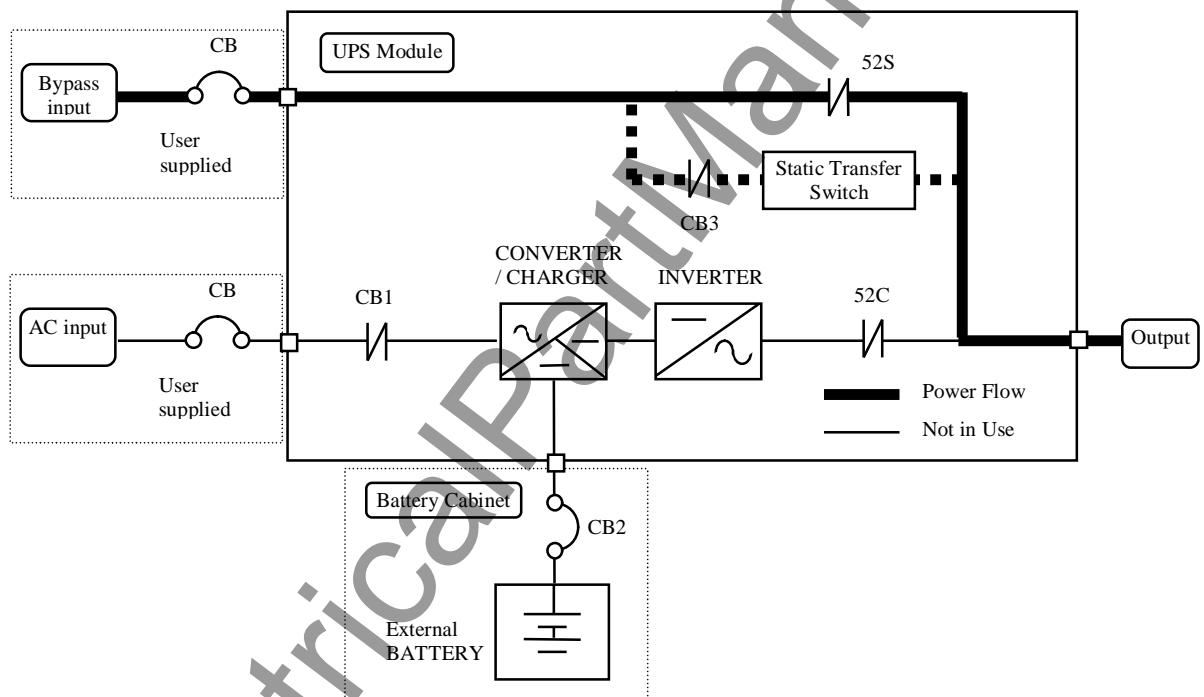 CB
UPS Module
52S
Bypass
input
User
supplied
Static Transfer
Switch
CB3
CONVERTER
/ CHARGER
INVERTER
CB
CB1
52C
AC input
Output
User
supplied
Power Flow
Not in Use
Battery Cabinet
CB2
External
BATTERY